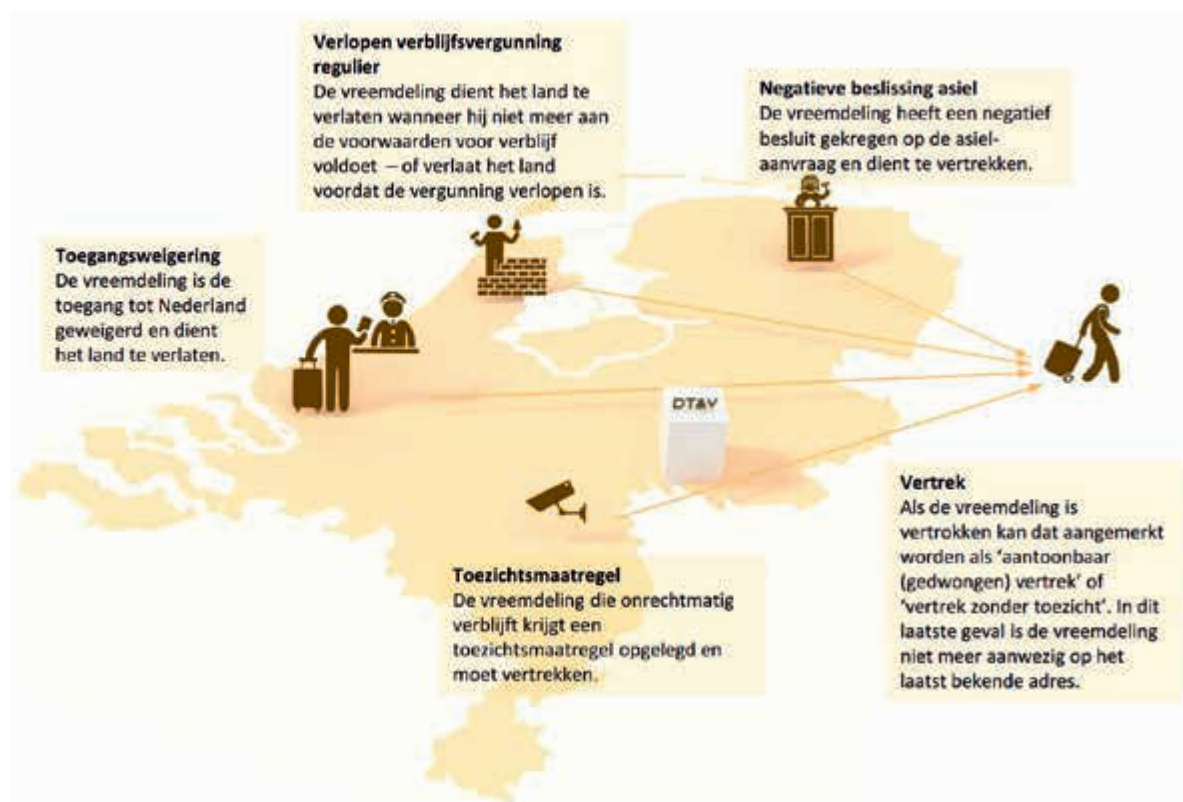 Verlopen verblijfsvergunning
regulier
De vreemdeling dient het land te
verlaten wanneer hij niet meer aan
de voorwaarden voor verblijf
voldoet – of verlaat het land
voordat de vergunning verlopen is.
Negatieve beslissing asiel
De vreemdeling heeft een negatief
besluit gekregen op de asiel-
aanvraag en dient te vertrekken.
Toegangsweigering
De vreemdeling is de
toegang tot Nederland
geweigerd en dient
het land te verlaten.
DT&V
Toezichtsmaatregel
De vreemdeling die onrechtmatig
verblijft krijgt een
toezichtsmaatregel opgelegd en
moet vertrekken.
Vertrek
Als de vreemdeling is
vertrokken kan dat aangemerkt
worden als ‘aantoonbaar
(gedwongen) vertrek’ of
‘vertrek zonder toezicht’. In dit
laatste geval is de vreemdeling
niet meer aanwezig op het
laatst bekende adres.